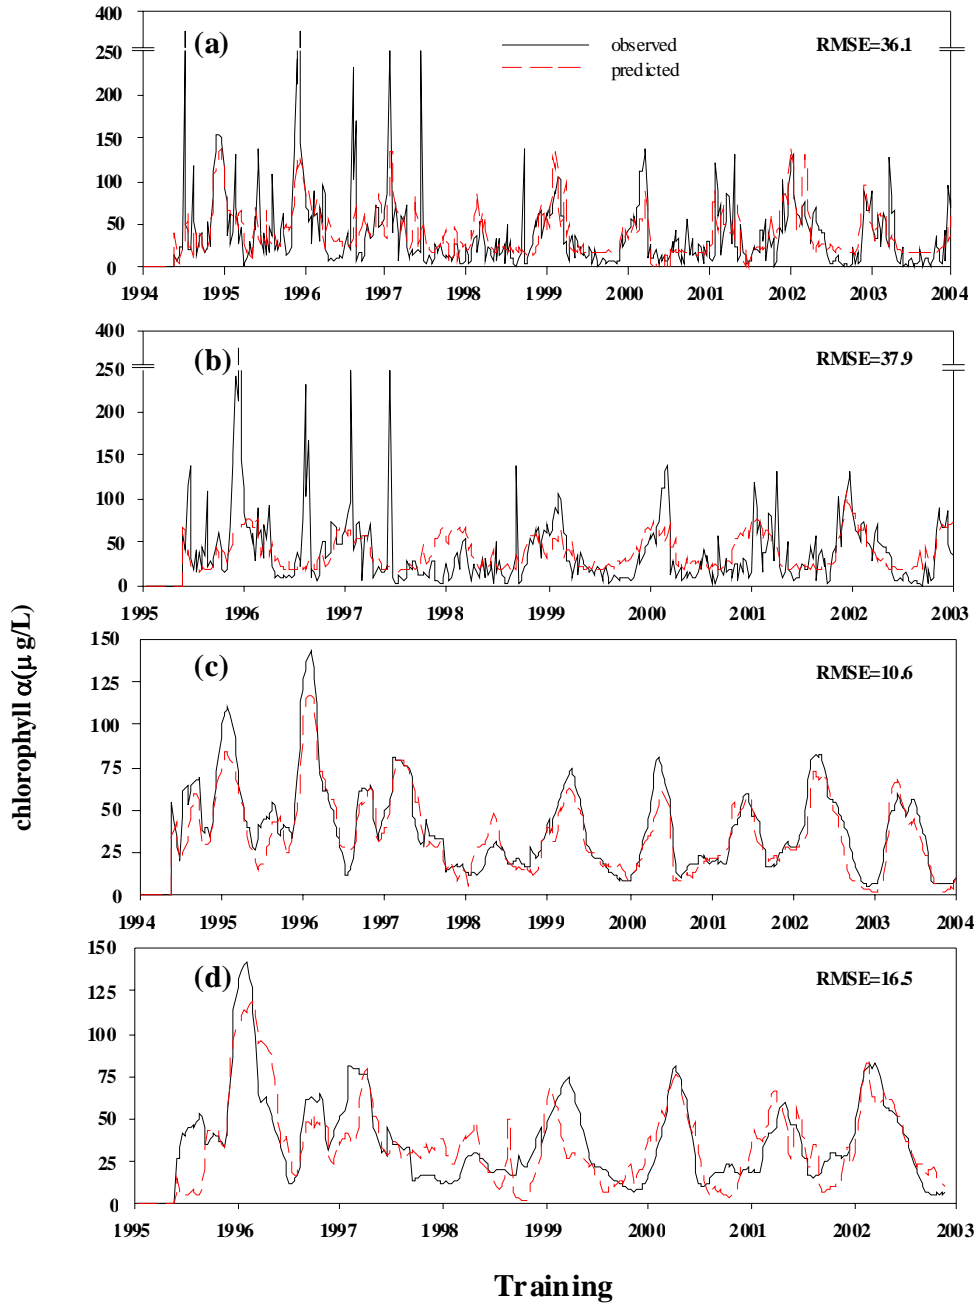 400
(a)
observed
RMSE=36.1
250
predicted
200
150
100
50
0
1994 1995 1996 1997 1998 1999 2000 2001 2002 2003 2004
400
(b)
RMSE=37.9
250
200
150
100
50
0
1995 1996 1997 1998 1999 2000 2001 2002 2003
chlorophyll α(μ g/L)
150
(c)
RMSE=10.6
125
100
75
50
25
0
1994 1995 1996 1997 1998 1999 2000 2001 2002 2003 2004
150
(d)
RMSE=16.5
125
100
75
50
25
0
1995 1996 1997 1998 1999 2000 2001 2002 2003
Training